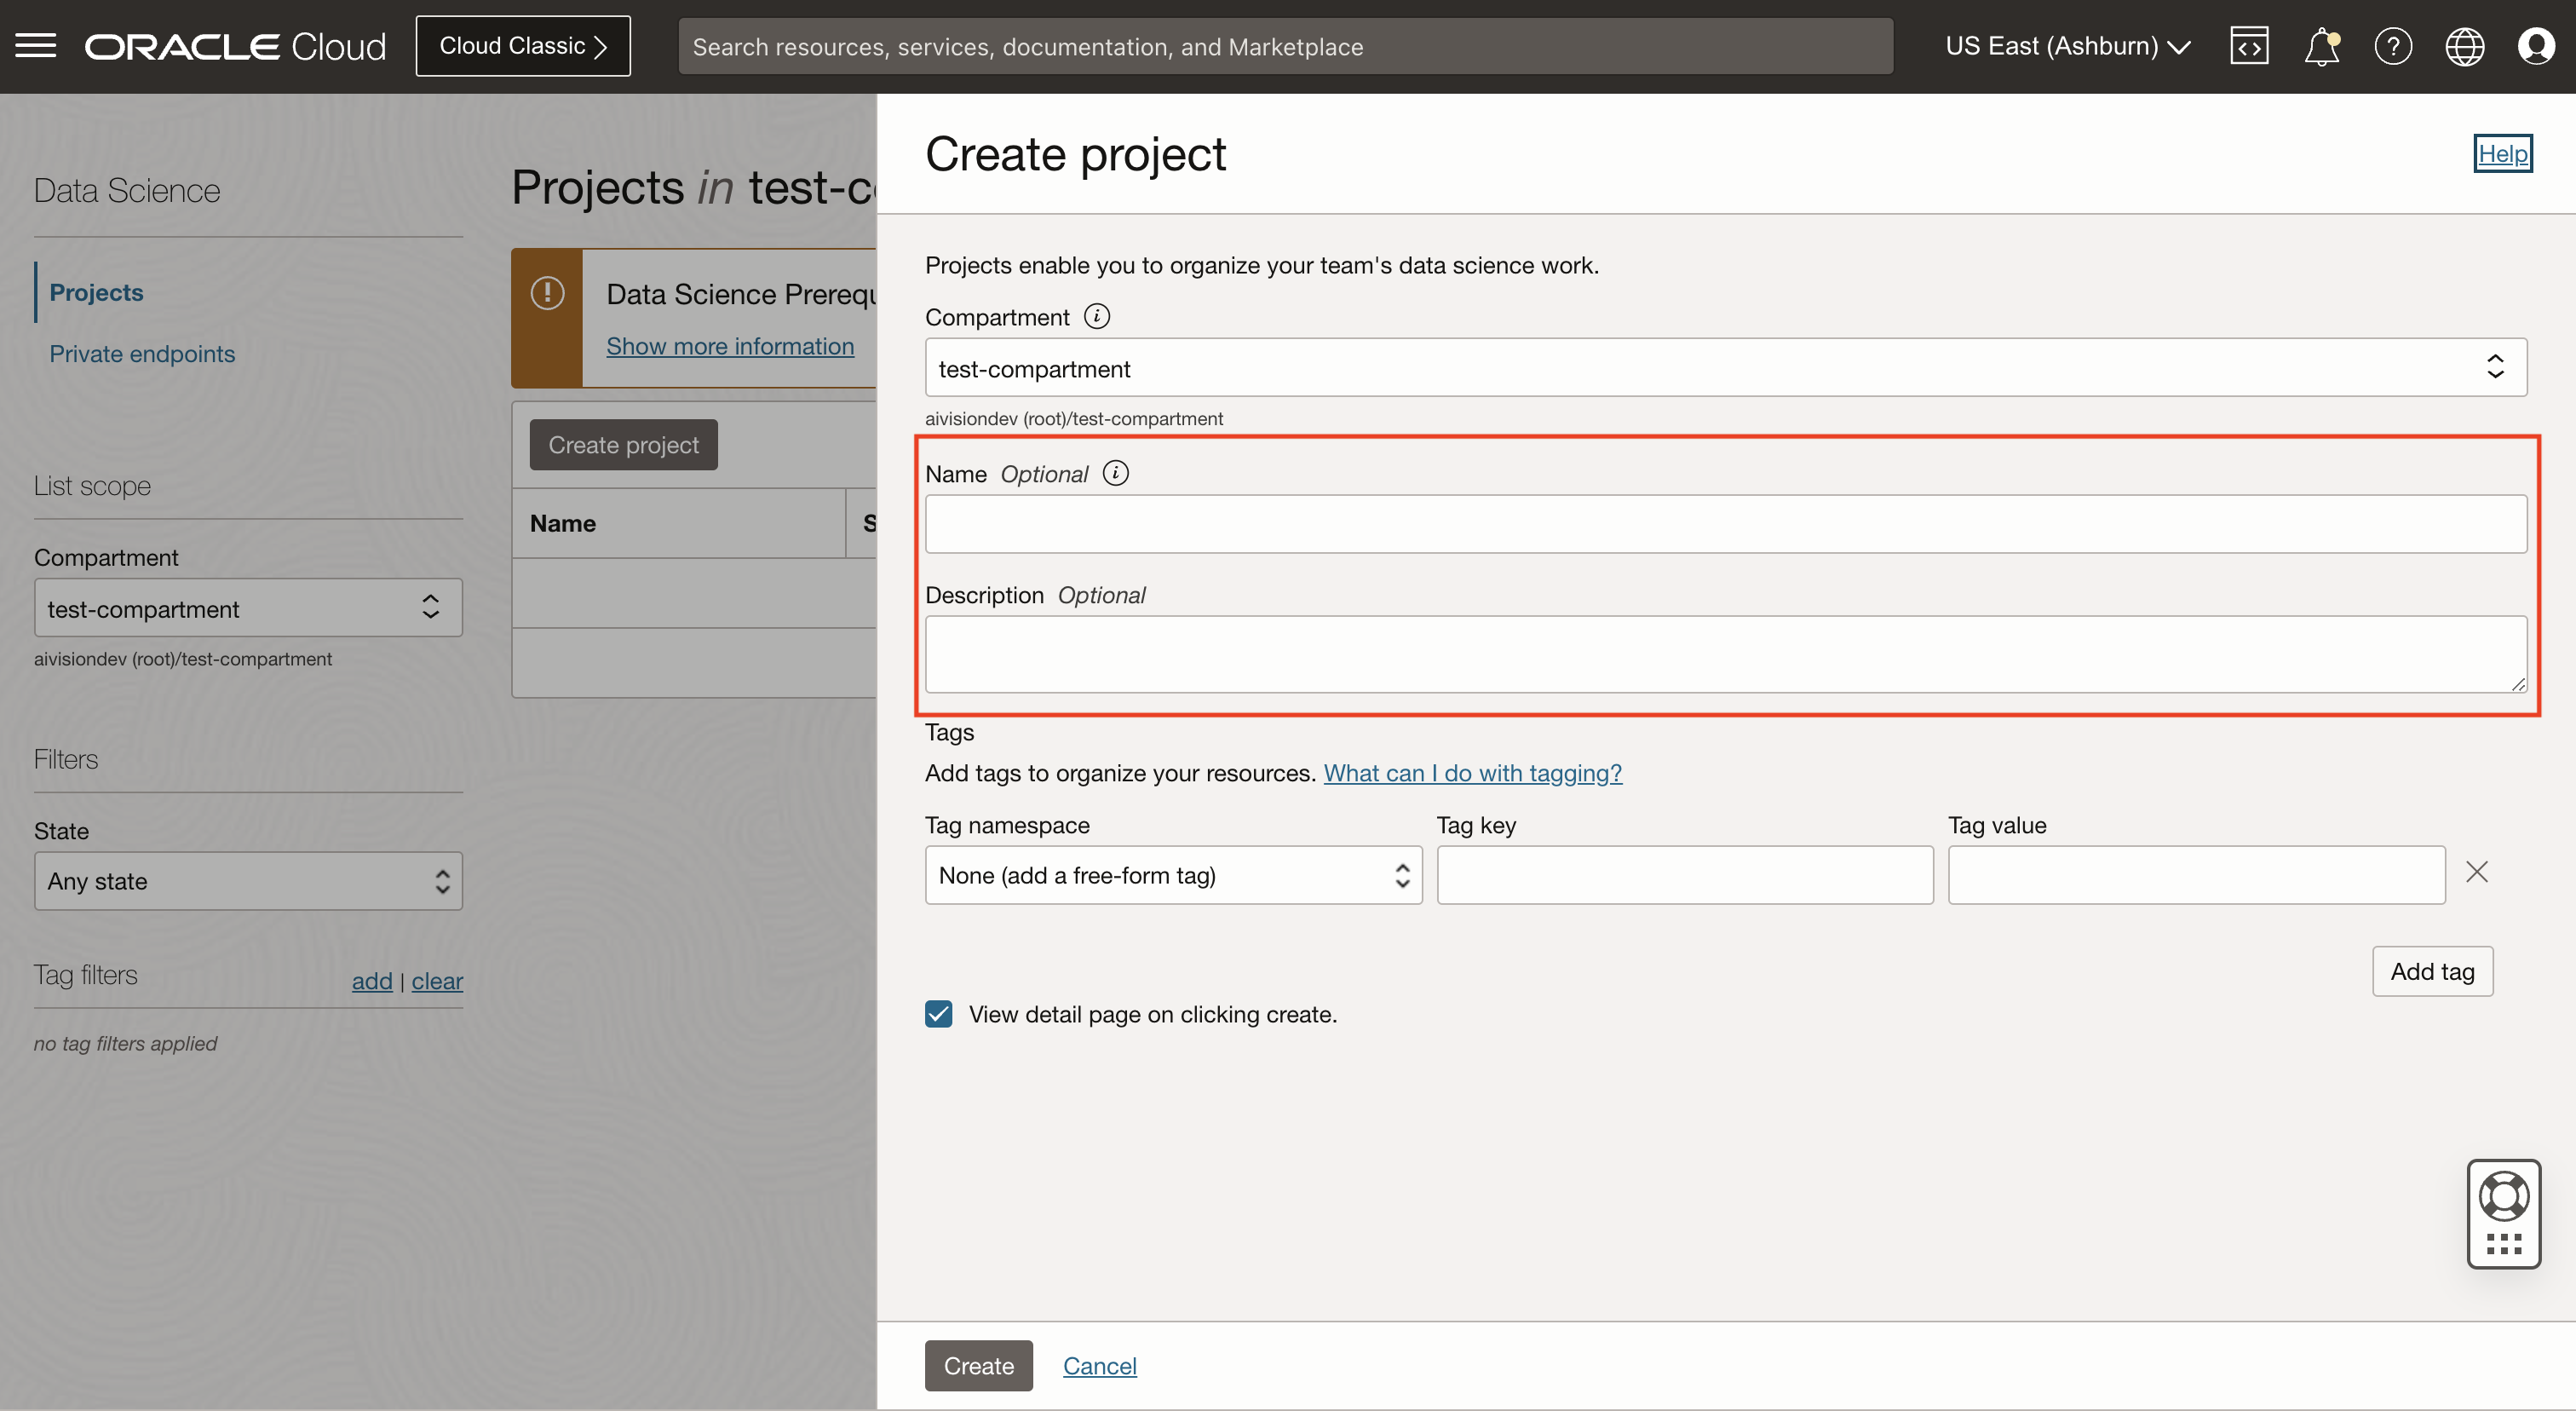 ORACLE Cloud
Cloud Classic
Search resources, services, documentation, and Marketplace
US East (Ashburn)
Data Science
Projects
Private endpoints
List scope
Compartment
test-compartment
aivisiondev (root)/test-compartment
Filters
State
Any state
Tag filters
add | clear
no tag filters applied
Projects in test-co
Data Science Prerequ
Show more information
Create project
Name
S
Create project
Help
Projects enable you to organize your team's data science work.
Compartment
test-compartment
aivisiondev (root)/test-compartment
Name Optional
Description Optional
Tags
Add tags to organize your resources. What can I do with tagging?
Tag namespace Tag key Tag value
None (add a free-form tag)
Add tag
View detail page on clicking create.
Create Cancel